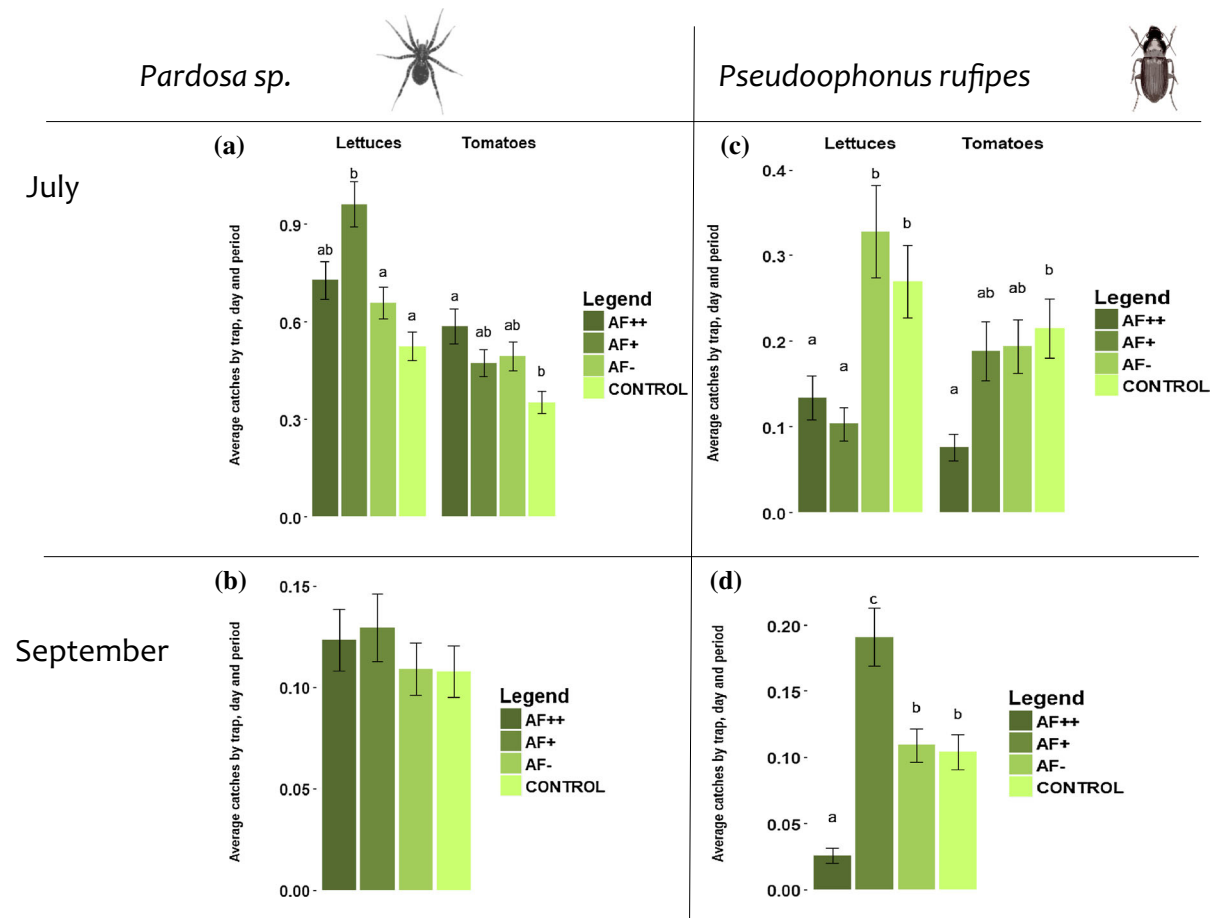 Pardosa sp.
Pseudoophonus rufipes
July
(a)
Lettuces
Tomatoes
Average catches by trap, day and period
0.9
0.6
0.3
0.0
ab
b
a
a
a
ab
ab
b
Legend
AF++
AF+
AF-
CONTROL
(c)
Lettuces
Tomatoes
Average catches by trap, day and period
0.4
0.3
0.2
0.1
0.0
a
a
b
b
a
ab
ab
b
Legend
AF++
AF+
AF-
CONTROL
September
(b)
Average catches by trap, day and period
0.15
0.10
0.05
0.00
Legend
AF++
AF+
AF-
CONTROL
(d)
Average catches by trap, day and period
0.20
0.15
0.10
0.05
0.00
a
c
b
b
Legend
AF++
AF+
AF-
CONTROL